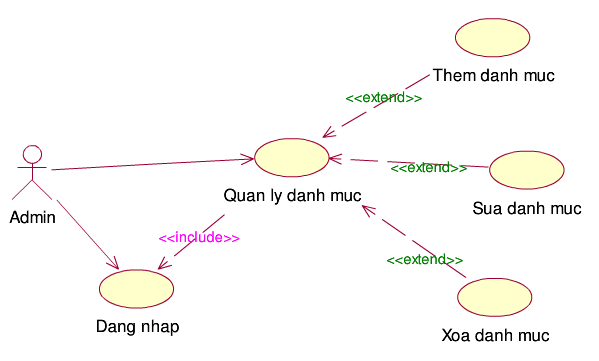 Them danh muc
<<extend>>
<<extend>>
Quan ly danh muc
Sua danh muc
Admin
<<include>>
<<extend>>
Dang nhap
Xoa danh muc